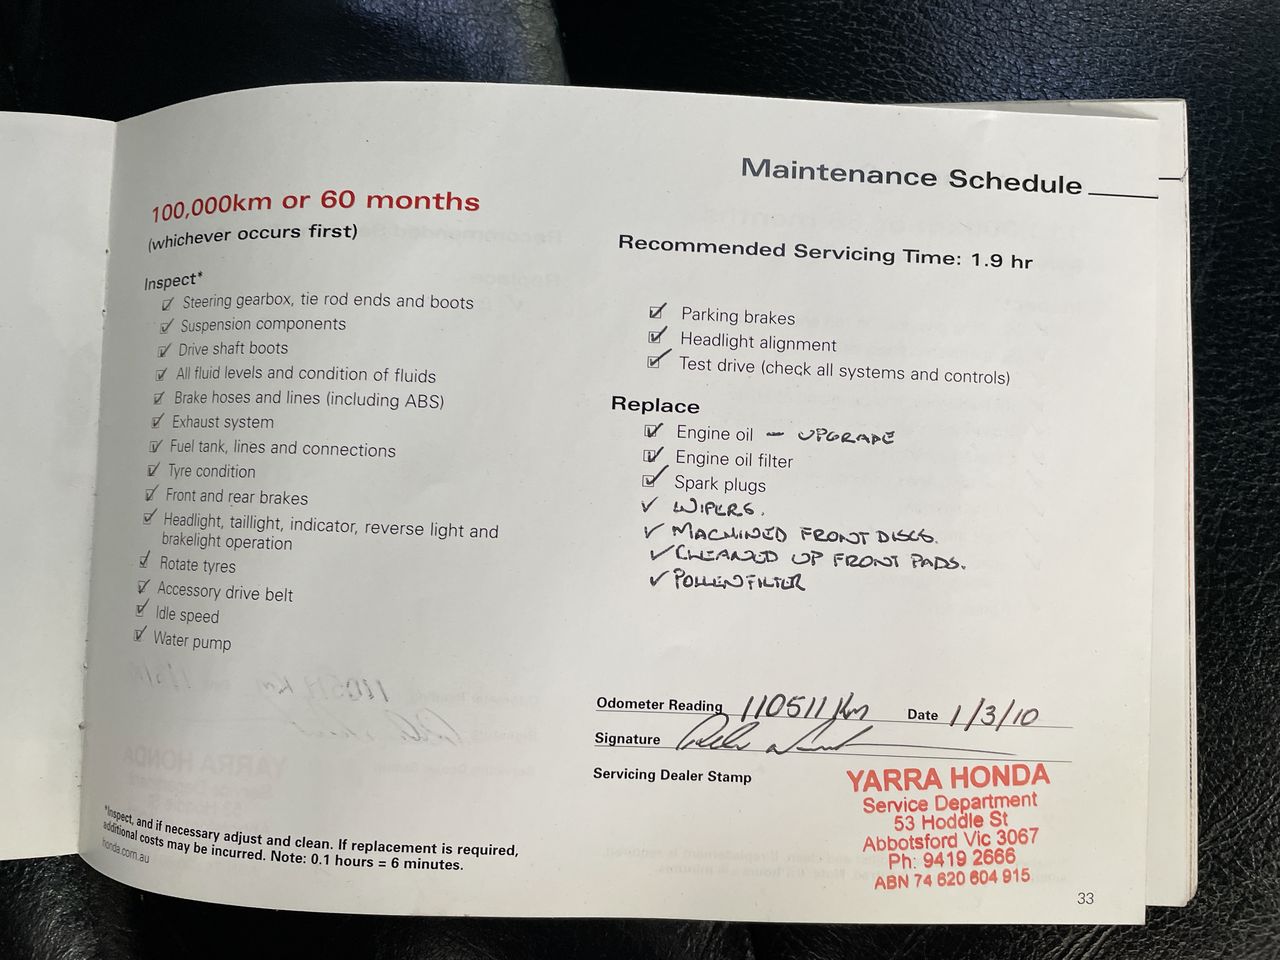 Maintenance Schedule
100,000km or 60 months
(whichever occurs first)
Inspect*
Steering gearbox, tie rod ends and boots
Suspension components
Drive shaft boots
All fluid levels and condition of fluids
Brake hoses and lines (including ABS)
Exhaust system
Fuel tank, lines and connections
Tyre condition
Front and rear brakes
Headlight, taillight, indicator, reverse light and
brakelight operation
Rotate tyres
Accessory drive belt
Idle speed
Water pump
*Inspect, and if necessary adjust and clean. If replacement is required,
additional costs may be incurred. Note: 0.1 hours = 6 minutes.
honda.com.au
Recommended Servicing Time: 1.9 hr
Parking brakes
Headlight alignment
Test drive (check all systems and controls)
Replace
Engine oil - UPGRADE
Engine oil filter
Spark plugs
WIPERS.
MACHINED FRONT DISCS.
CLEANED UP FRONT PADS.
POLLEN FILTER
Odometer Reading 110511 Km Date 1/3/10
Signature
Servicing Dealer Stamp
YARRA HONDA
Service Department
53 Hoddle St
Abbotsford Vic 3067
Ph: 9419 2666
ABN 74 620 604 915
33